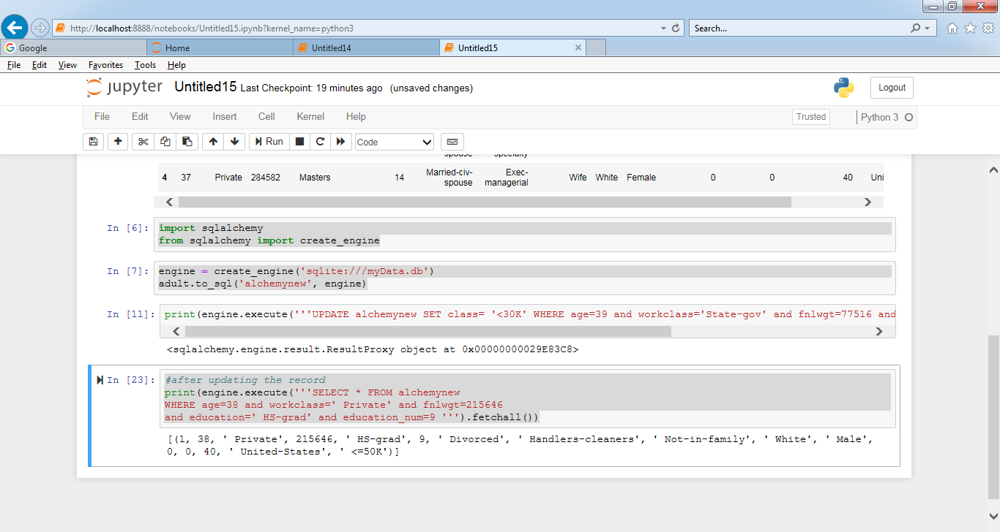 http://localhost:8888/notebooks/Untitled15.ipynb?kernel_name=python3
Search...
Google
Home
Untitled14
Untitled15
File Edit View Favorites Tools Help
jupyter Untitled15 Last Checkpoint: 19 minutes ago (unsaved changes)
Logout
File Edit View Insert Cell Kernel Help
Trusted
Python 3
Run
Code
spouse specialty
4 37 Private 284582 Masters 14 Married-civ- Exec- Wife White Female 0 0 40 Uni
spouse managerial
In [6]: import sqlalchemy
from sqlalchemy import create_engine
In [7]: engine = create_engine('sqlite:///myData.db')
adult.to_sql('alchemynew', engine)
In [11]: print(engine.execute('''UPDATE alchemynew SET class= '<30K' WHERE age=39 and workclass='State-gov' and fnlwgt=77516 and
<sqlalchemy.engine.result.ResultProxy object at 0x00000000029E83C8>
In [23]: #after updating the record
print(engine.execute('''SELECT * FROM alchemynew
WHERE age=38 and workclass=' Private' and fnlwgt=215646
and education=' HS-grad' and education_num=9 ''').fetchall())
[(1, 38, ' Private', 215646, ' HS-grad', 9, ' Divorced', ' Handlers-cleaners', ' Not-in-family', ' White', ' Male',
0, 0, 40, ' United-States', ' <=50K')]